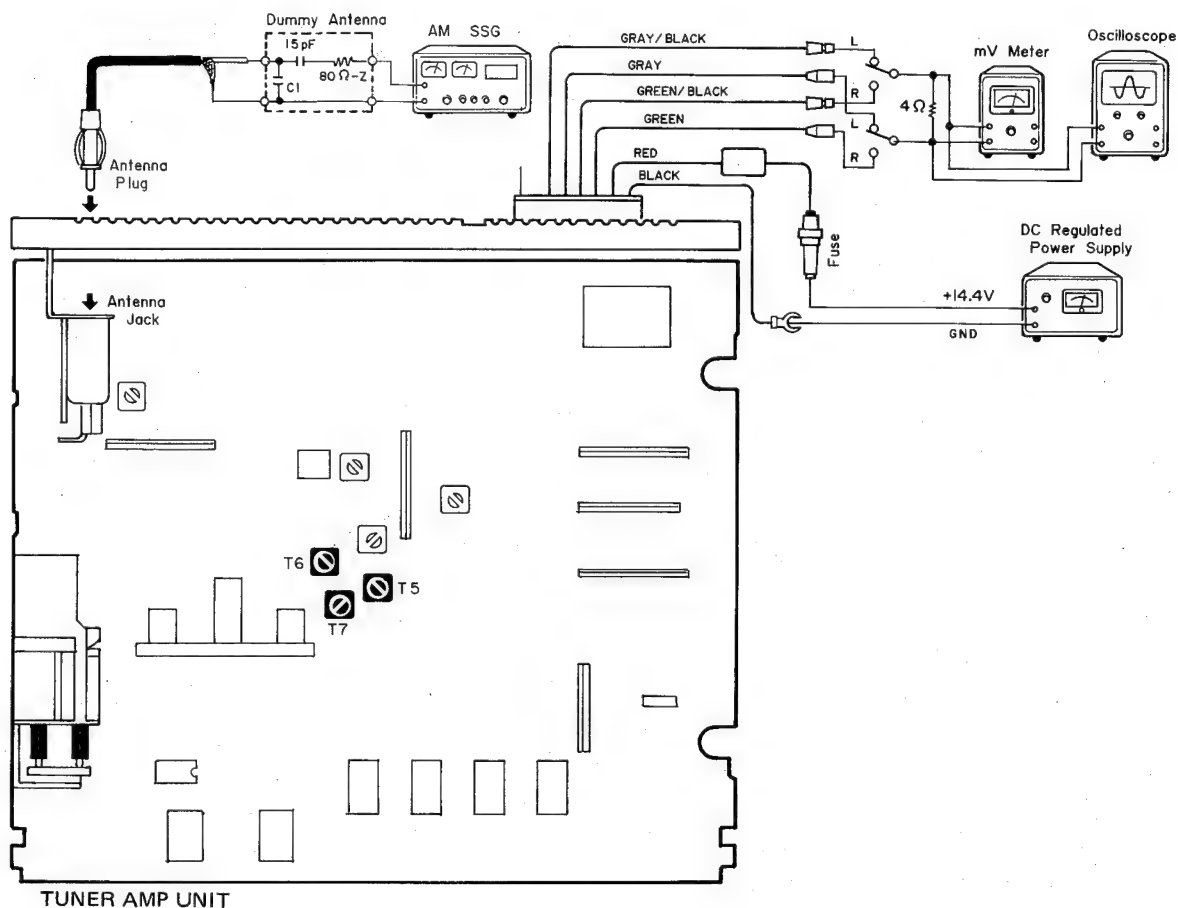 Dummy Antenna
15pF
80Ω-Z
C1
AM SSG
GRAY/BLACK
GRAY
GREEN/BLACK
GREEN
RED
BLACK
L
R
L
R
4Ω
mV Meter
Oscilloscope
Antenna
Plug
Fuse
DC Regulated
Power Supply
+14.4V
GND
Antenna
Jack
T6
T5
T7
TUNER AMP UNIT